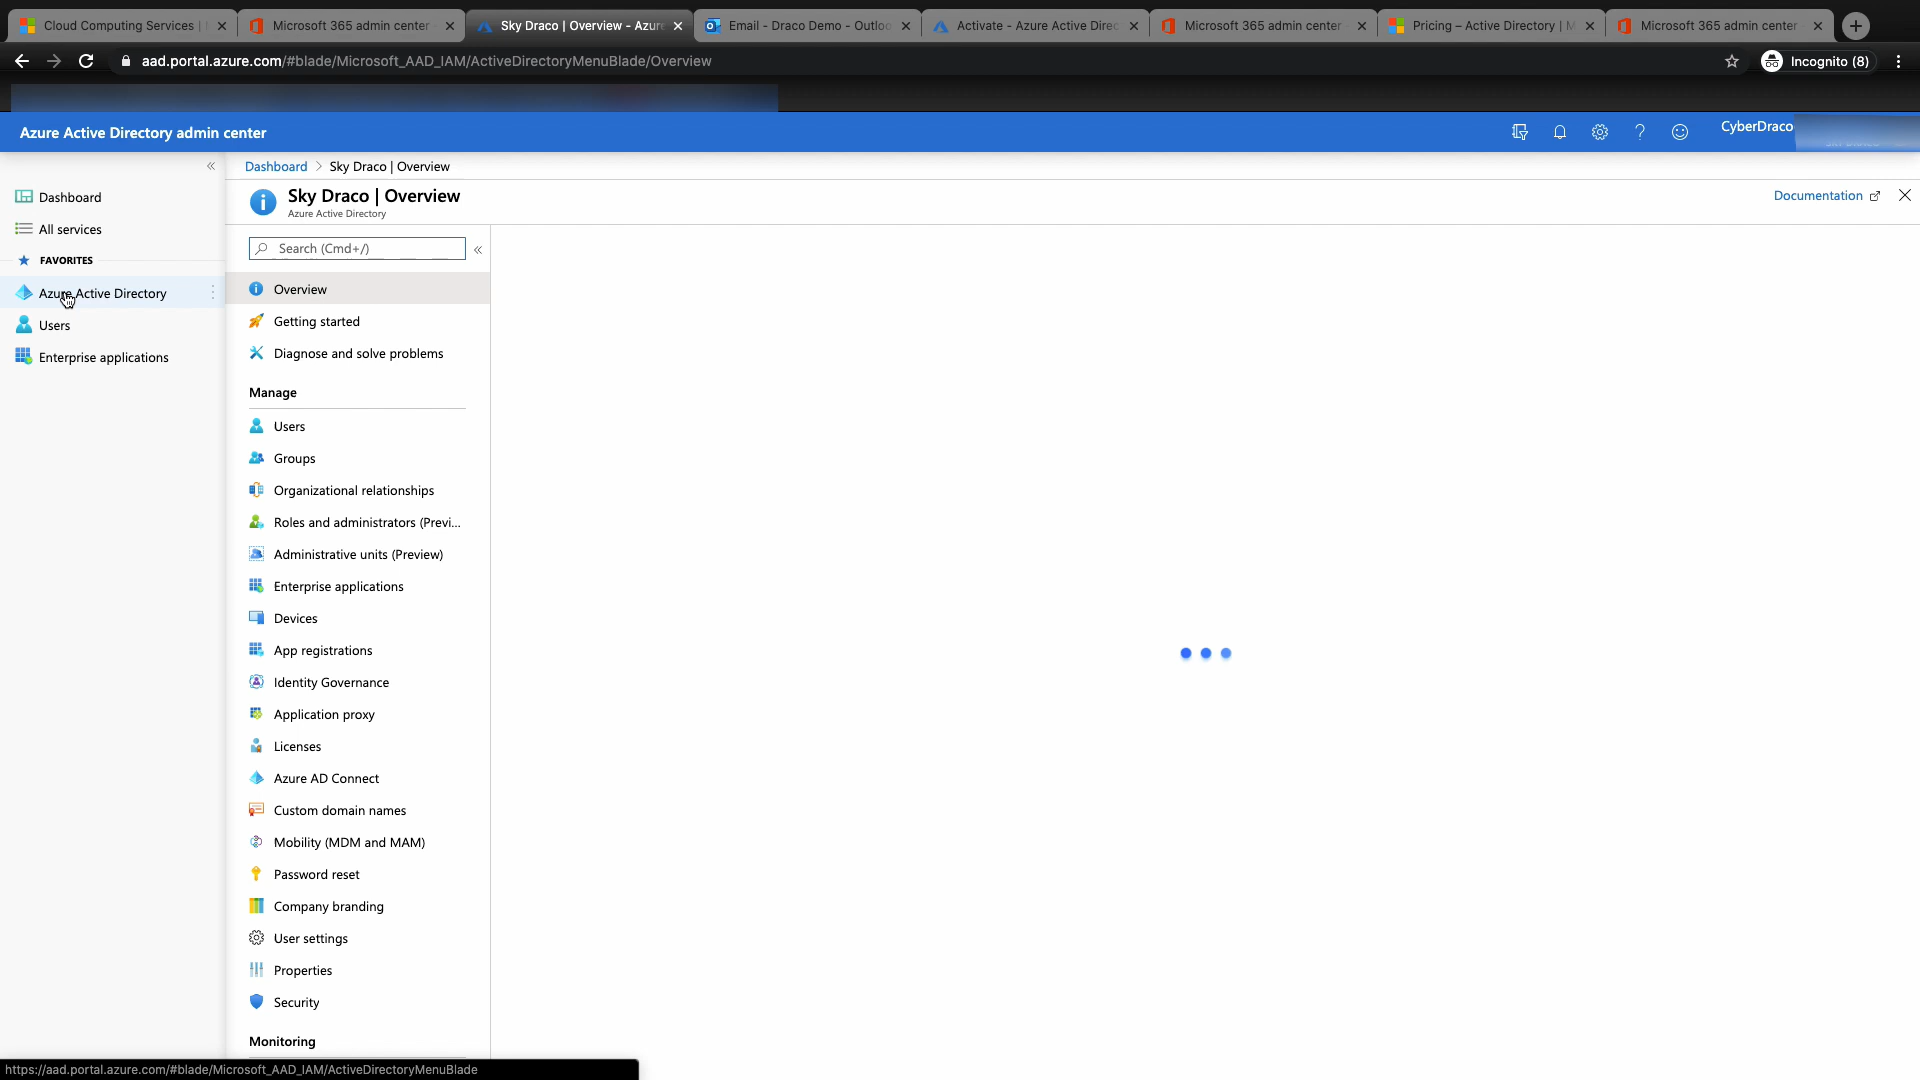 Cloud Computing Services |
Microsoft 365 admin center -
Sky Draco | Overview - Azure
Email - Draco Demo - Outloo
Activate - Azure Active Direc
Microsoft 365 admin center -
Pricing – Active Directory | M
Microsoft 365 admin center -
aad.portal.azure.com/#blade/Microsoft_AAD_IAM/ActiveDirectoryMenuBlade/Overview
Incognito (8)
Azure Active Directory admin center
CyberDraco
Dashboard > Sky Draco | Overview
Sky Draco | Overview
Azure Active Directory
Documentation
Dashboard
All services
FAVORITES
Azure Active Directory
Users
Enterprise applications
Search (Cmd+/)
Overview
Getting started
Diagnose and solve problems
Manage
Users
Groups
Organizational relationships
Roles and administrators (Previ...
Administrative units (Preview)
Enterprise applications
Devices
App registrations
Identity Governance
Application proxy
Licenses
Azure AD Connect
Custom domain names
Mobility (MDM and MAM)
Password reset
Company branding
User settings
Properties
Security
Monitoring
https://aad.portal.azure.com/#blade/Microsoft_AAD_IAM/ActiveDirectoryMenuBlade